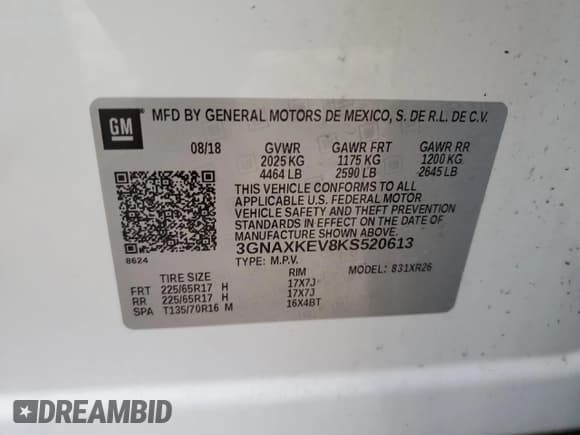 GM
MFD BY GENERAL MOTORS DE MEXICO, S. DE R.L. DE C.V.
08/18 GVWR GAWR FRT GAWR RR
2025 KG 1175 KG 1200 KG
4464 LB 2590 LB 2645 LB
THIS VEHICLE CONFORMS TO ALL
APPLICABLE U.S. FEDERAL MOTOR
VEHICLE SAFETY AND THEFT PREVENTION
STANDARDS IN EFFECT ON THE DATE OF
MANUFACTURE SHOWN ABOVE.
3GNAXKEV8KS520613
8624 TYPE: M.P.V. MODEL: 831XR26
TIRE SIZE RIM
FRT 225/65R17 H 17X7J
RR 225/65R17 H 17X7J
SPA T135/70R16 M 16X4BT
DREAMBID